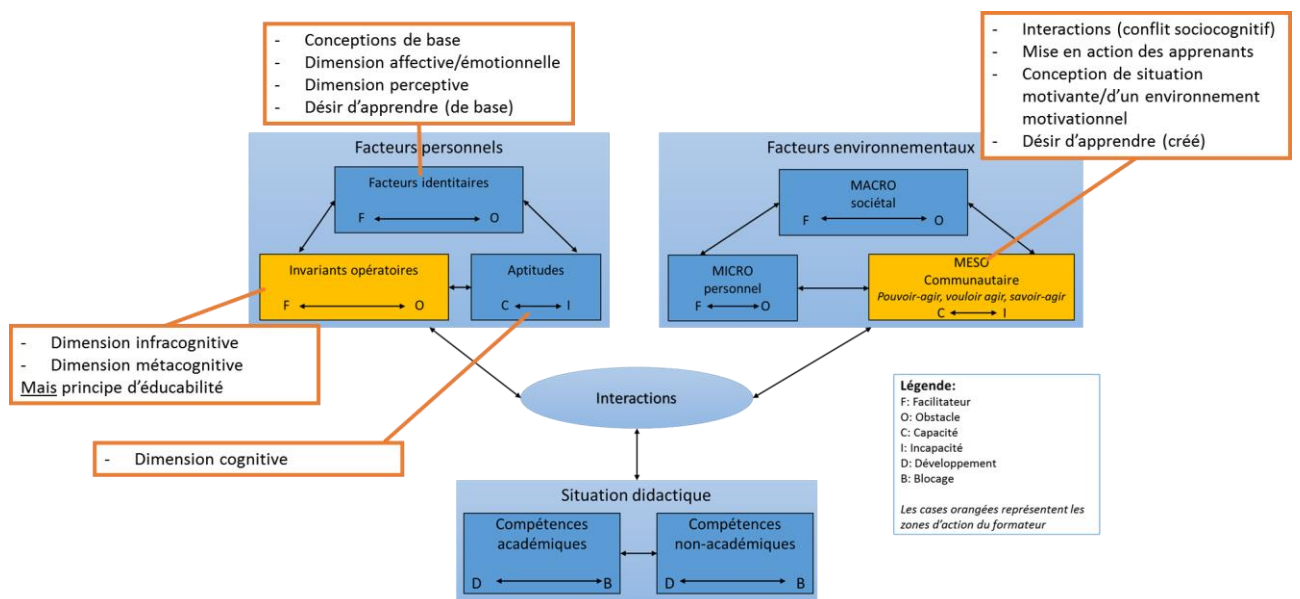 - Conceptions de base
- Dimension affective/émotionnelle
- Dimension perceptive
- Désir d'apprendre (de base)
- Interactions (conflit sociocognitif)
- Mise en action des apprenants
- Conception de situation
motivante/d'un environnement
motivationnel
- Désir d'apprendre (créé)
Facteurs personnels
Facteurs identitaires
F O
Invariants opératoires
F O
Aptitudes
C I
Facteurs environnementaux
MACRO
sociétal
F O
MICRO
personnel
F O
MESO
Communautaire
Pouvoir-agir, vouloir agir, savoir-agir
C I
- Dimension infracognitive
- Dimension métacognitive
Mais principe d'éducabilité
- Dimension cognitive
Interactions
Légende:
F: Facilitateur
O: Obstacle
C: Capacité
I: Incapacité
D: Développement
B: Blocage
Les cases orangées représentent les
zones d'action du formateur
Situation didactique
Compétences
académiques
D B
Compétences
non-académiques
D B